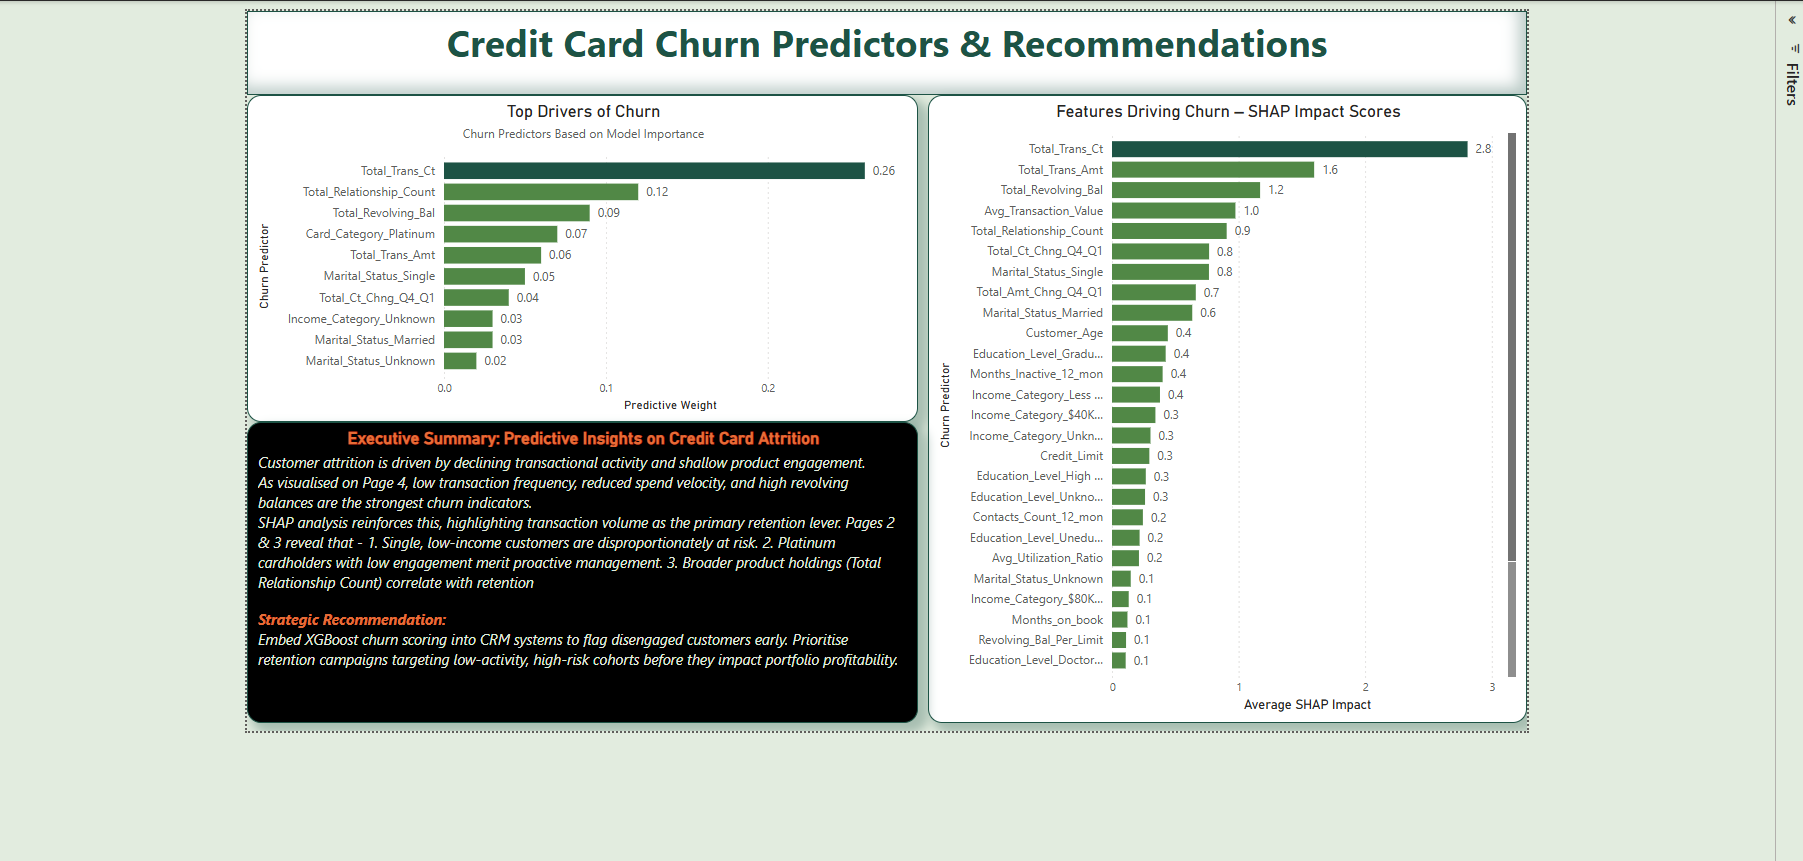 Credit Card Churn Predictors & Recommendations
Top Drivers of Churn
Churn Predictors Based on Model Importance
Churn Predictor
Total_Trans_Ct 0.26
Total_Relationship_Count 0.12
Total_Revolving_Bal 0.09
Card_Category_Platinum 0.07
Total_Trans_Amt 0.06
Marital_Status_Single 0.05
Total_Ct_Chng_Q4_Q1 0.04
Income_Category_Unknown 0.03
Marital_Status_Married 0.03
Marital_Status_Unknown 0.02
0.0 0.1 0.2
Predictive Weight
Executive Summary: Predictive Insights on Credit Card Attrition
Customer attrition is driven by declining transactional activity and shallow product engagement.
As visualised on Page 4, low transaction frequency, reduced spend velocity, and high revolving
balances are the strongest churn indicators.
SHAP analysis reinforces this, highlighting transaction volume as the primary retention lever. Pages 2
& 3 reveal that - 1. Single, low-income customers are disproportionately at risk. 2. Platinum
cardholders with low engagement merit proactive management. 3. Broader product holdings (Total
Relationship Count) correlate with retention
Strategic Recommendation:
Embed XGBoost churn scoring into CRM systems to flag disengaged customers early. Prioritise
retention campaigns targeting low-activity, high-risk cohorts before they impact portfolio profitability.
Features Driving Churn – SHAP Impact Scores
Churn Predictor
Total_Trans_Ct 2.8
Total_Trans_Amt 1.6
Total_Revolving_Bal 1.2
Avg_Transaction_Value 1.0
Total_Relationship_Count 0.9
Total_Ct_Chng_Q4_Q1 0.8
Marital_Status_Single 0.8
Total_Amt_Chng_Q4_Q1 0.7
Marital_Status_Married 0.6
Customer_Age 0.4
Education_Level_Gradu... 0.4
Months_Inactive_12_mon 0.4
Income_Category_Less ... 0.4
Income_Category_$40K... 0.3
Income_Category_Unkn... 0.3
Credit_Limit 0.3
Education_Level_High ... 0.3
Education_Level_Unkno... 0.3
Contacts_Count_12_mon 0.2
Education_Level_Unedu... 0.2
Avg_Utilization_Ratio 0.2
Marital_Status_Unknown 0.1
Income_Category_$80K... 0.1
Months_on_book 0.1
Revolving_Bal_Per_Limit 0.1
Education_Level_Doctor... 0.1
0 1 2 3
Average SHAP Impact
Filters